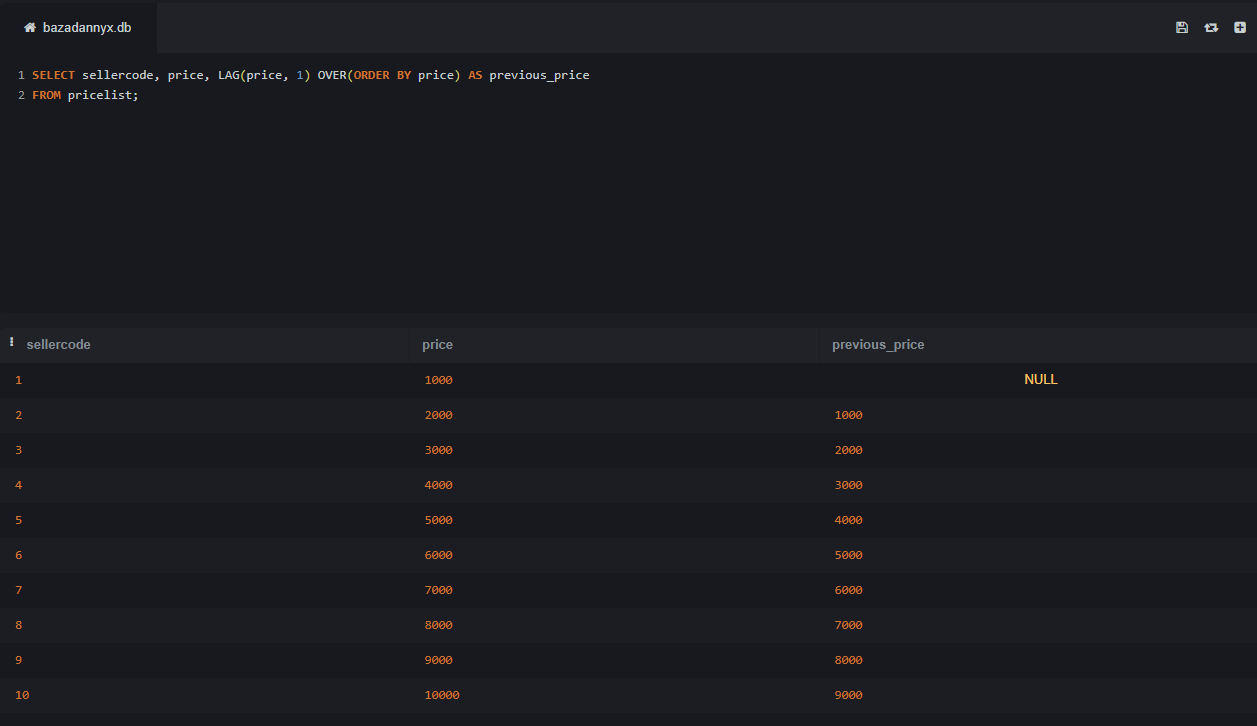 bazadannyx.db
1 SELECT sellercode, price, LAG(price, 1) OVER(ORDER BY price) AS previous_price
2 FROM pricelist;
sellercode price previous_price
1 1000 NULL
2 2000 1000
3 3000 2000
4 4000 3000
5 5000 4000
6 6000 5000
7 7000 6000
8 8000 7000
9 9000 8000
10 10000 9000